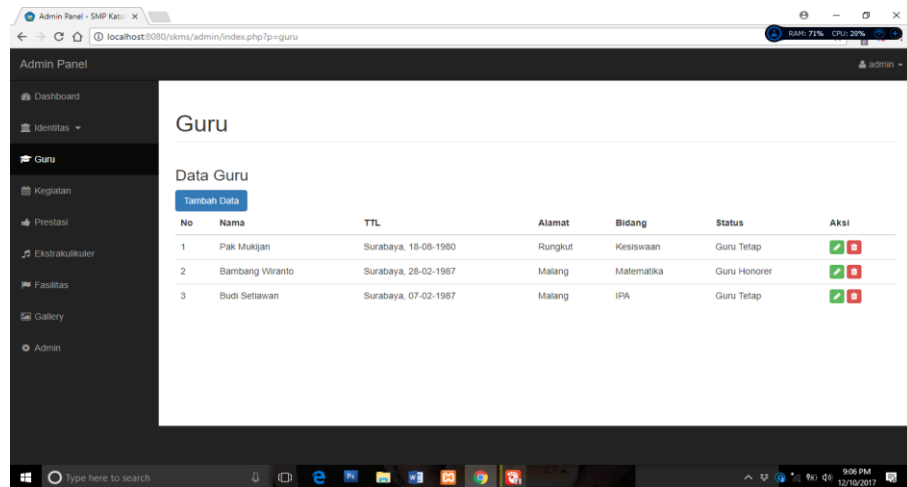 Admin Panel - SMP Kato
localhost:8080/skms/admin/index.php?p=guru
RAM: 71% CPU: 20%
Admin Panel
admin
Dashboard
Identitas
Guru
Kegiatan
Prestasi
Ekstrakulikuler
Fasilitas
Gallery
Admin
Guru
Data Guru
Tambah Data
No Nama TTL Alamat Bidang Status Aksi
1 Pak Mukijan Surabaya, 18-08-1980 Rungkut Kesiswaan Guru Tetap
2 Bambang Wiranto Surabaya, 28-02-1987 Malang Matematika Guru Honorer
3 Budi Setiawan Surabaya, 07-02-1987 Malang IPA Guru Tetap
Type here to search
9:06 PM
12/10/2017